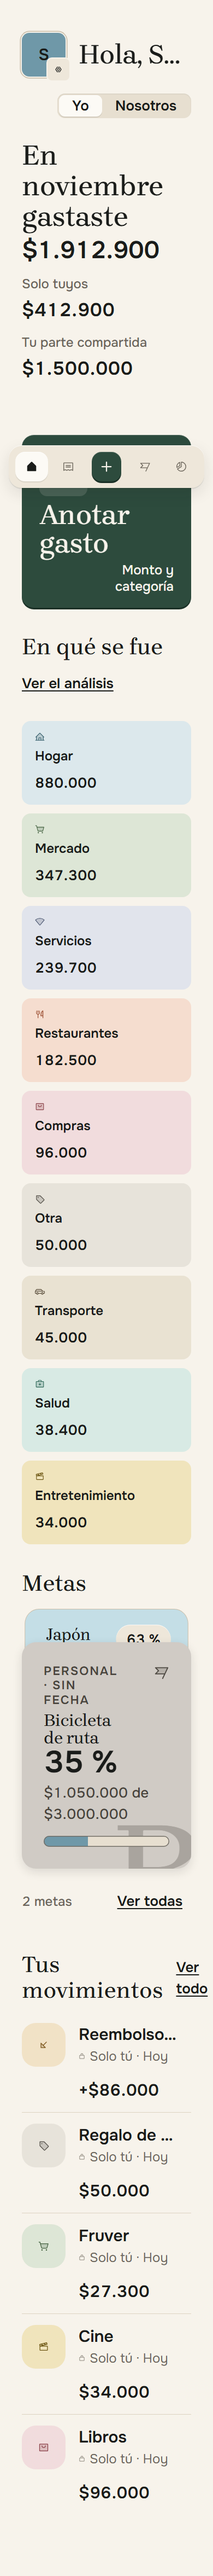 S
Hola, S...
Yo
Nosotros
En
noviembre
gastaste
$1.912.900
Solo tuyos
$412.900
Tu parte compartida
$1.500.000
Anotar
gasto
Monto y
categoría
En qué se fue
Ver el análisis
Hogar
880.000
Mercado
347.300
Servicios
239.700
Restaurantes
182.500
Compras
96.000
Otra
50.000
Transporte
45.000
Salud
38.400
Entretenimiento
34.000
Metas
Japón
63 %
PERSONAL
· SIN
FECHA
Bicicleta
de ruta
35 %
$1.050.000 de
$3.000.000
B
2 metas
Ver todas
Tus
movimientos
Ver
todo
Reembolso...
Solo tú · Hoy
+$86.000
Regalo de ...
Solo tú · Hoy
$50.000
Fruver
Solo tú · Hoy
$27.300
Cine
Solo tú · Hoy
$34.000
Libros
Solo tú · Hoy
$96.000